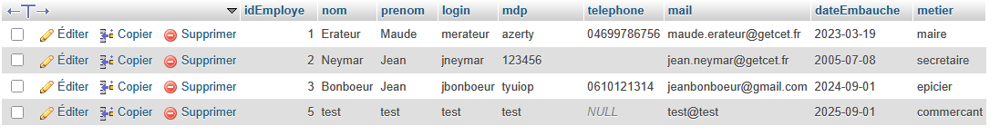 idEmploye nom prenom login mdp telephone mail dateEmbauche metier
Éditer Copier Supprimer 1 Erateur Maude merateur azerty 04699786756 maude.erateur@getcet.fr 2023-03-19 maire
Éditer Copier Supprimer 2 Neymar Jean jneymar 123456 jean.neymar@getcet.fr 2005-07-08 secretaire
Éditer Copier Supprimer 3 Bonboeur Jean jbonboeur tyuiop 0610121314 jeanbonboeur@gmail.com 2024-09-01 epicier
Éditer Copier Supprimer 5 test test test test NULL test@test 2025-09-01 commercant